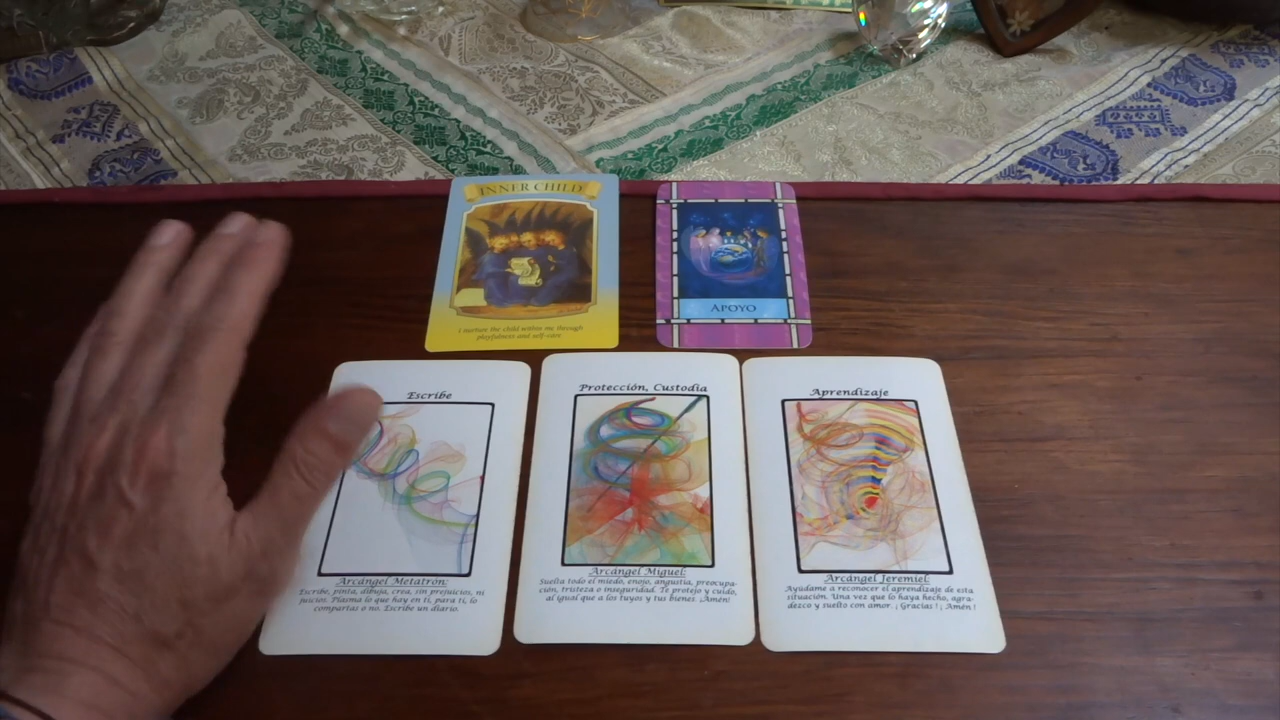 INNER CHILD
I nurture the child within me through
playfulness and self-care.
APOYO
Escribe
Arcángel Metatrón:
Escribe, pinta, dibuja, crea, sin prejuicios, ni
juicios. Plasma lo que hay en ti, para ti, lo
compartas o no. Escribe un diario.
Protección, Custodia
Arcángel Miguel:
Suelta todo el miedo, enojo, angustia, preocupa-
ción, tristeza o inseguridad. Te protejo y cuido,
al igual que a los tuyos y tus bienes. ¡Amén!
Aprendizaje
Arcángel Jeremiel:
Ayúdame a reconocer el aprendizaje de esta
situación. Una vez que lo haya hecho, agra-
dezco y suelto con amor. ¡ Gracias ! ¡ Amén !